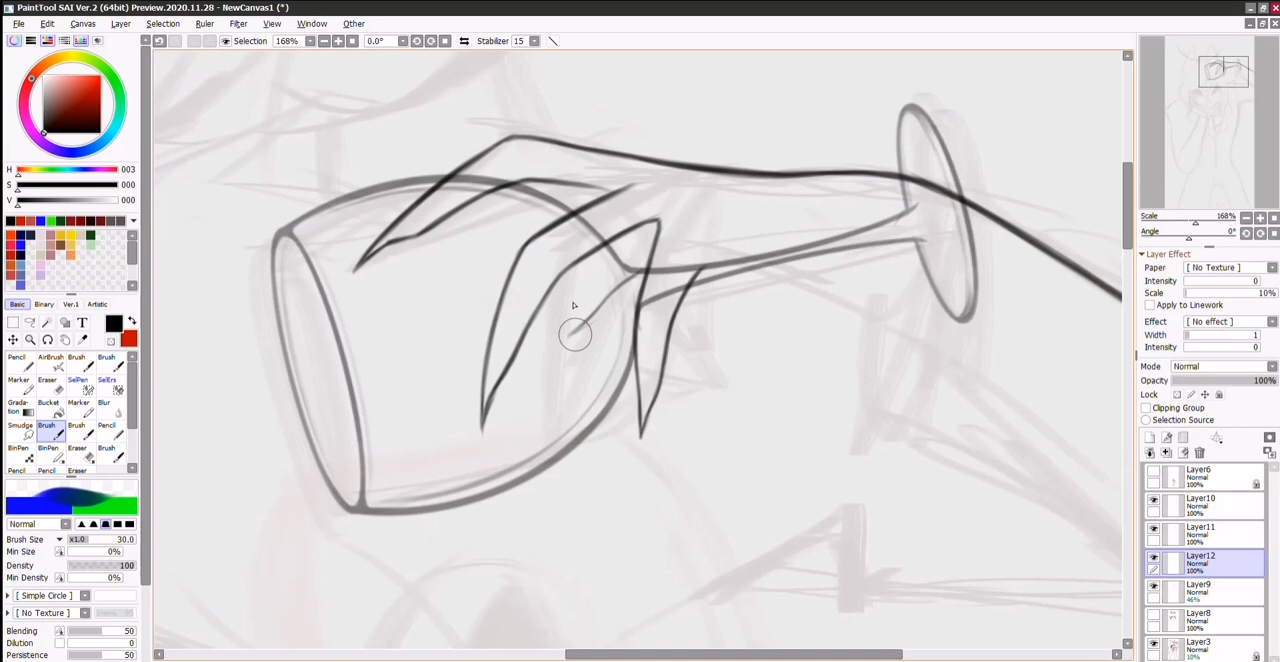 PaintTool SAI Ver.2 (64bit) Preview.2020.11.28 - NewCanvas1 (*)
File Edit Canvas Layer Selection Ruler Filter View Window Other
Selection 168% 0.0° Stabilizer 15
H 003
S 000
V 000
Basic Binary Ver.1 Artistic
T
Pencil AirBrush Brush Brush
Marker Eraser SelPen SelErs
Grada-tion Bucket Marker Blur
Smudge Brush Brush Pencil
BinPen BinPen Eraser Brush
Pencil Pencil Eraser
Normal
Brush Size x1.0 30.0
Min Size 0%
Density 100
Min Density 0%
[ Simple Circle ]
[ No Texture ]
Blending 50
Dilution 0
Persistence 50
Scale 168%
Angle 0°
Layer Effect
Paper [ No Texture ]
Intensity 0
Scale 10%
Apply to Linework
Effect [ No effect ]
Width 1
Intensity 0
Mode Normal
Opacity 100%
Lock
Clipping Group
Selection Source
Layer6
Normal
100%
Layer10
Normal
100%
Layer11
Normal
100%
Layer12
Normal
100%
Layer9
Normal
46%
Layer8
Normal
100%
Layer3
Normal
10%